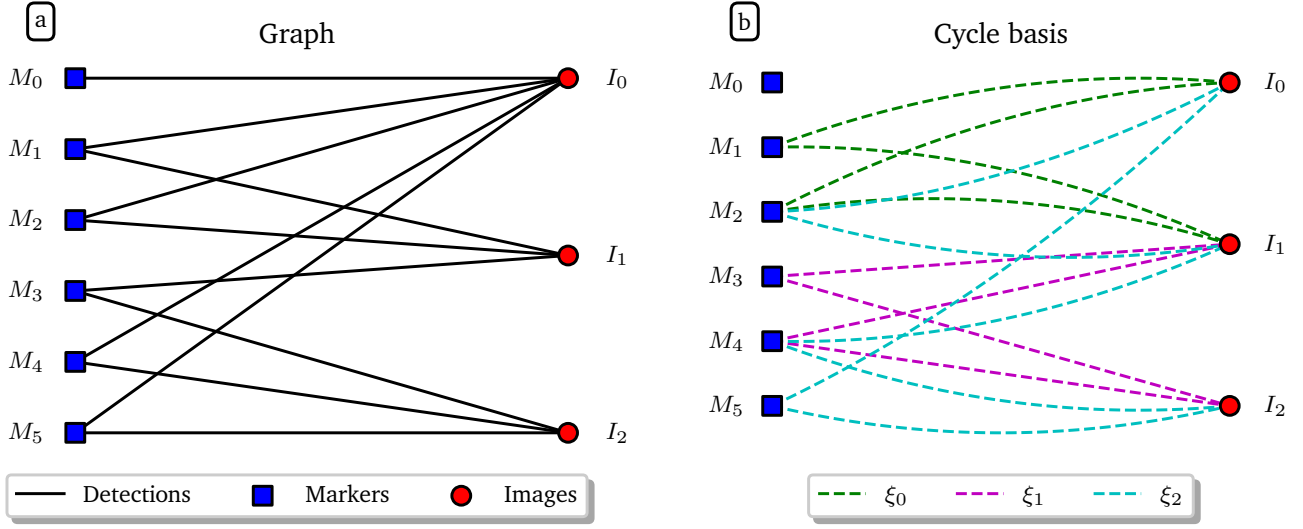 a
Graph
M₀
M₁
M₂
M₃
M₄
M₅
I₀
I₁
I₂
Detections Markers Images
b
Cycle basis
M₀
M₁
M₂
M₃
M₄
M₅
I₀
I₁
I₂
ξ₀ ξ₁ ξ₂